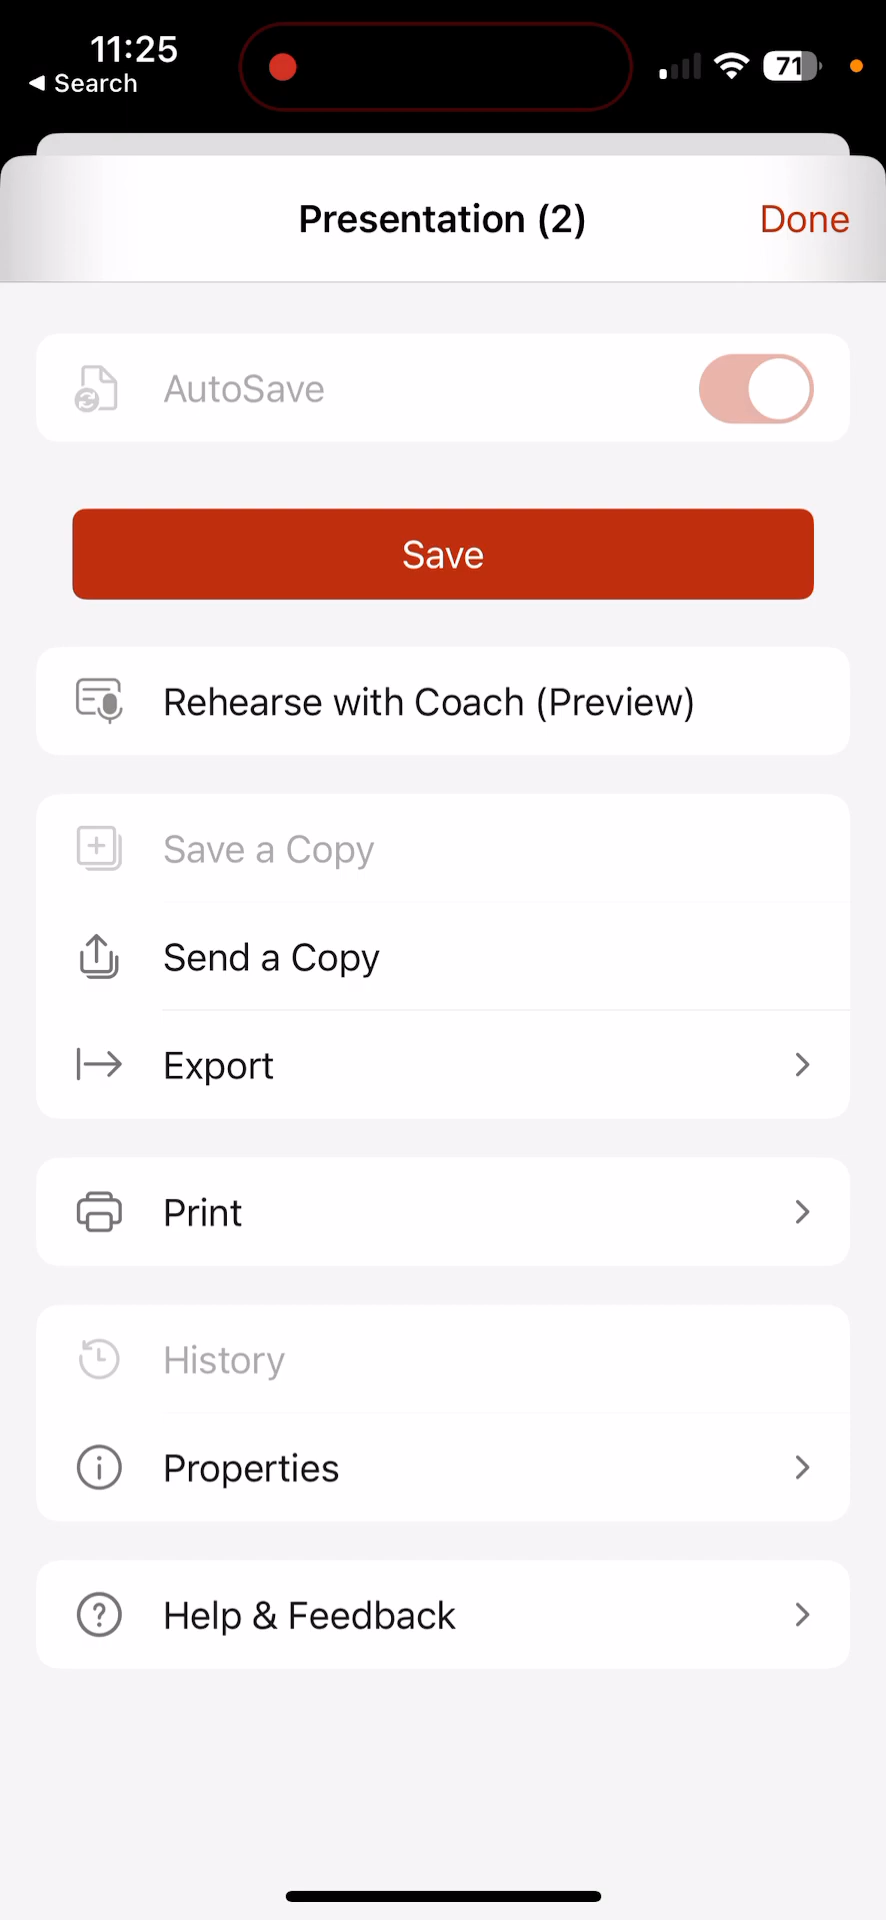 11:25
◀ Search
71
Presentation (2)
Done
AutoSave
Save
Rehearse with Coach (Preview)
Save a Copy
Send a Copy
Export
Print
History
Properties
Help & Feedback